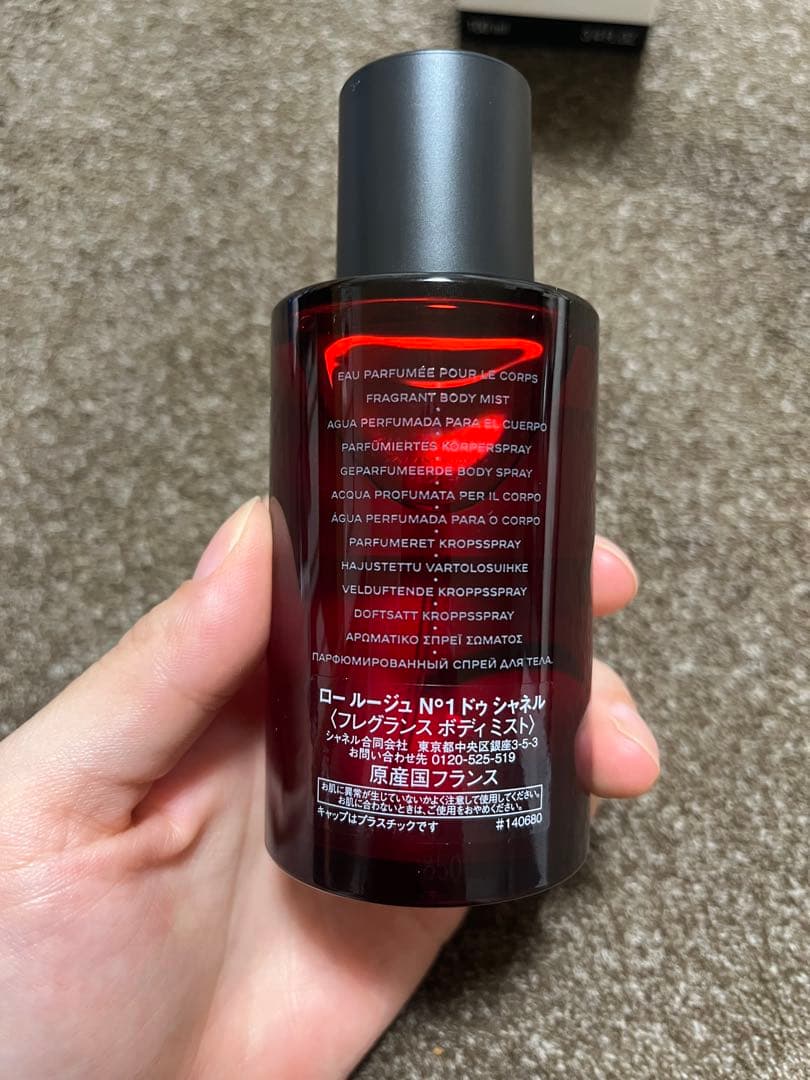 EAU PARFUMÉE POUR LE CORPS
FRAGRANT BODY MIST
AGUA PERFUMADA PARA EL CUERPO
PARFÜMIERTES KÖRPERSPRAY
GEPARFUMEERDE BODY SPRAY
ACQUA PROFUMATA PER IL CORPO
ÁGUA PERFUMADA PARA O CORPO
PARFUMERET KROPSSPRAY
HAJUSTETTU VARTOLOSUIHKE
VELDUFTENDE KROPPSSPRAY
DOFTSATT KROPPSSPRAY
ΑΡΩΜΑΤΙΚΟ ΣΠΡΕΪ ΣΩΜΑΤΟΣ
ПАРФЮМИРОВАННЫЙ СПРЕЙ ДЛЯ ТЕЛА
ロー ルージュ N°1 ドゥ シャネル
〈フレグランス ボディ ミスト〉
シャネル合同会社 東京都中央区銀座3-5-3
お問い合わせ先 0120-525-519
原産国フランス
お肌に異常が生じていないかよく注意して使用してください。
お肌に合わないときは、ご使用をおやめください。
キャップはプラスチックです #140680